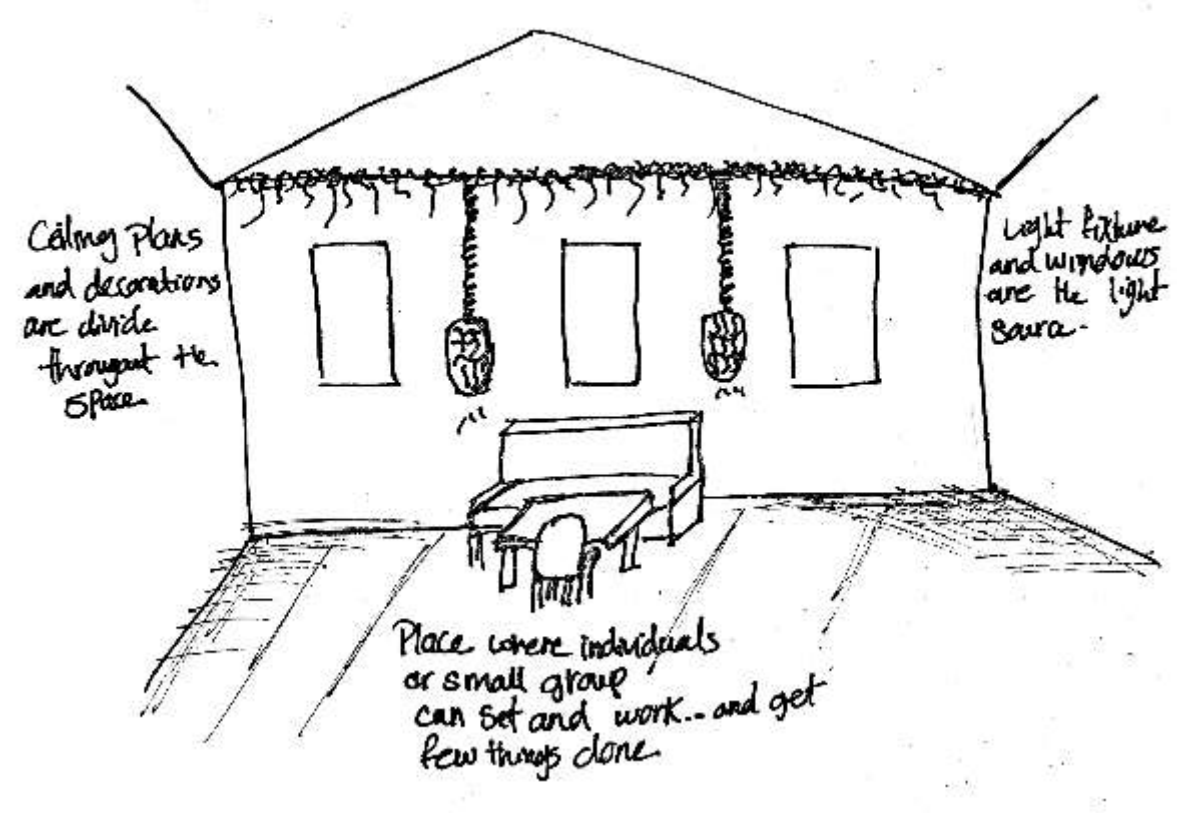 Ceiling plans
and decorations
are divide
througout the
space.
Light fixture
and windows
are the light
source.
Place where individuals
or small group
can set and work... and get
few things done.